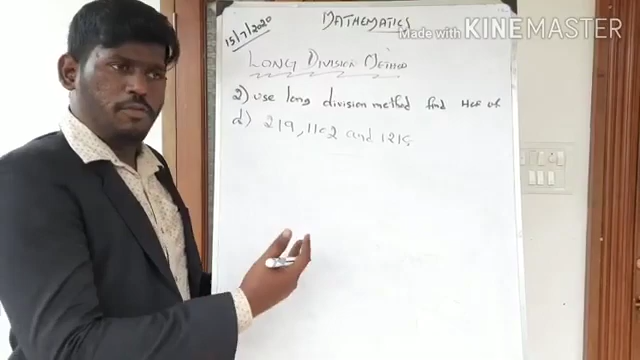 MATHEMATICS
Made with KINEMASTER
15/7/2020
LONG DIVISION METHOD
2) use long division method find HCF of
d) 219, 1102 and 1215